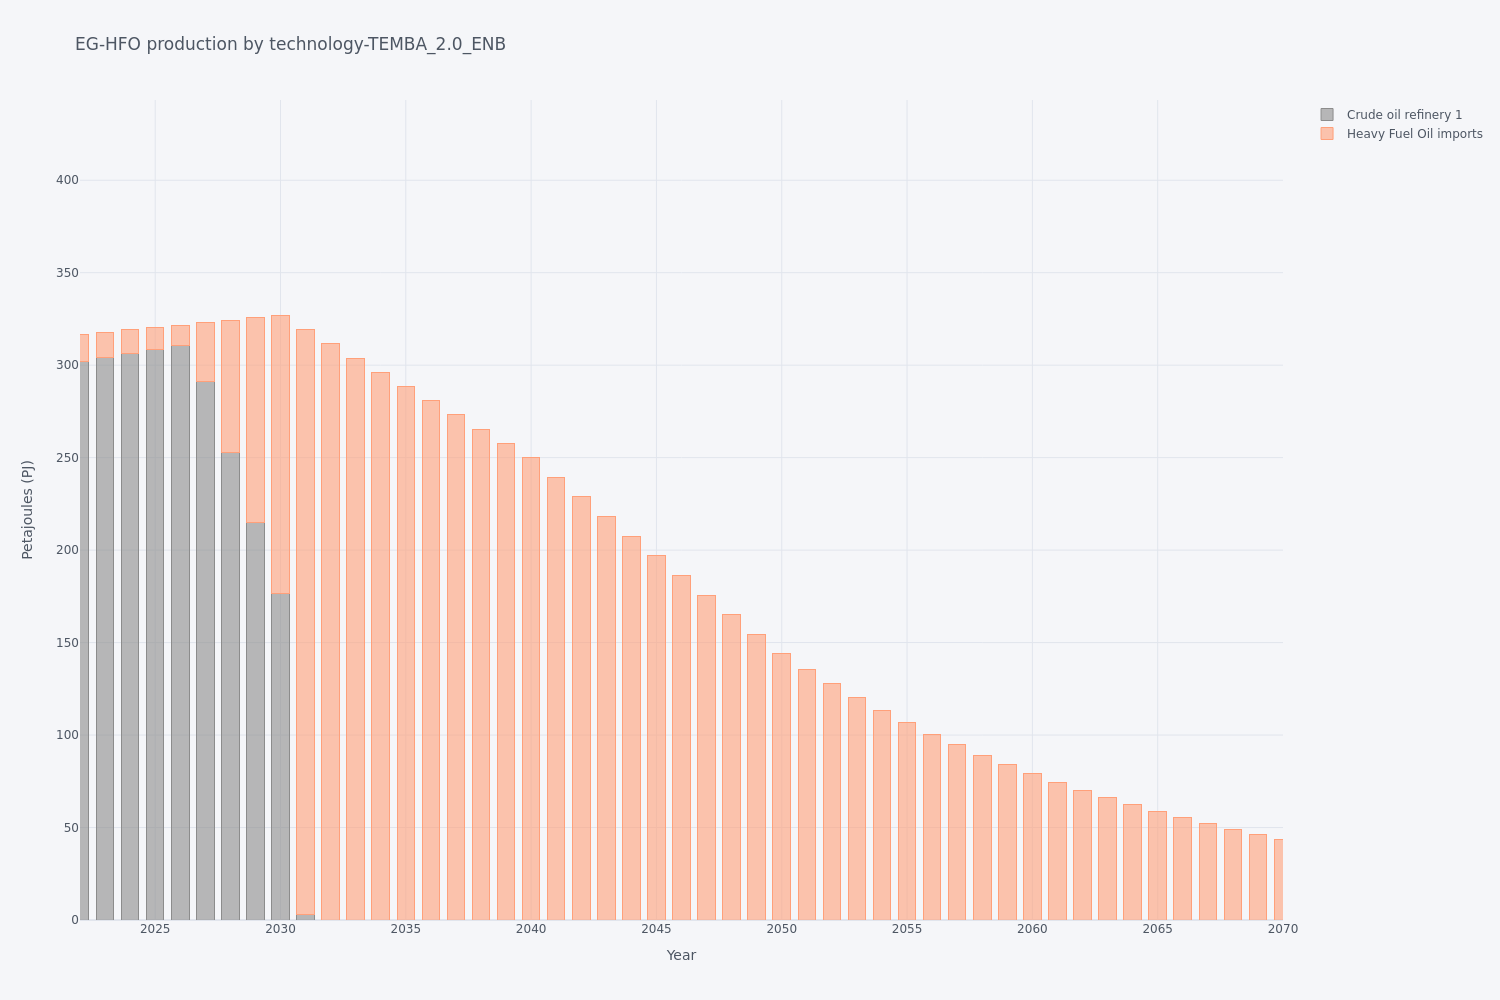 EG-HFO production by technology-TEMBA_2.0_ENB
Crude oil refinery 1
Heavy Fuel Oil imports
400
350
300
250
200
150
100
50
0
Petajoules (PJ)
2025 2030 2035 2040 2045 2050 2055 2060 2065 2070
Year